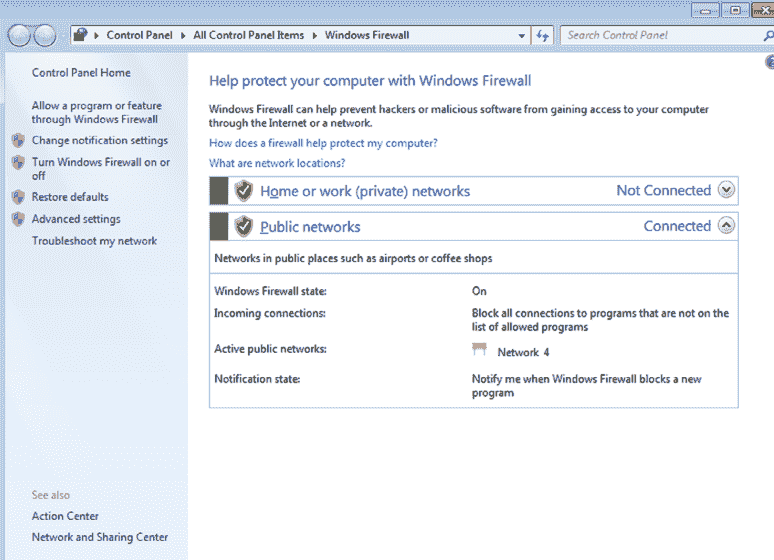 Control Panel
All Control Panel Items
Windows Firewall
Search Control Panel
Control Panel Home
Allow a program or feature
through Windows Firewall
Change notification settings
Turn Windows Firewall on or
off
Restore defaults
Advanced settings
Troubleshoot my network
See also
Action Center
Network and Sharing Center
Help protect your computer with Windows Firewall
Windows Firewall can help prevent hackers or malicious software from gaining access to your computer
through the Internet or a network.
How does a firewall help protect my computer?
What are network locations?
Home or work (private) networks Not Connected
Public networks Connected
Networks in public places such as airports or coffee shops
Windows Firewall state: On
Incoming connections: Block all connections to programs that are not on the
list of allowed programs
Active public networks: Network 4
Notification state: Notify me when Windows Firewall blocks a new
program